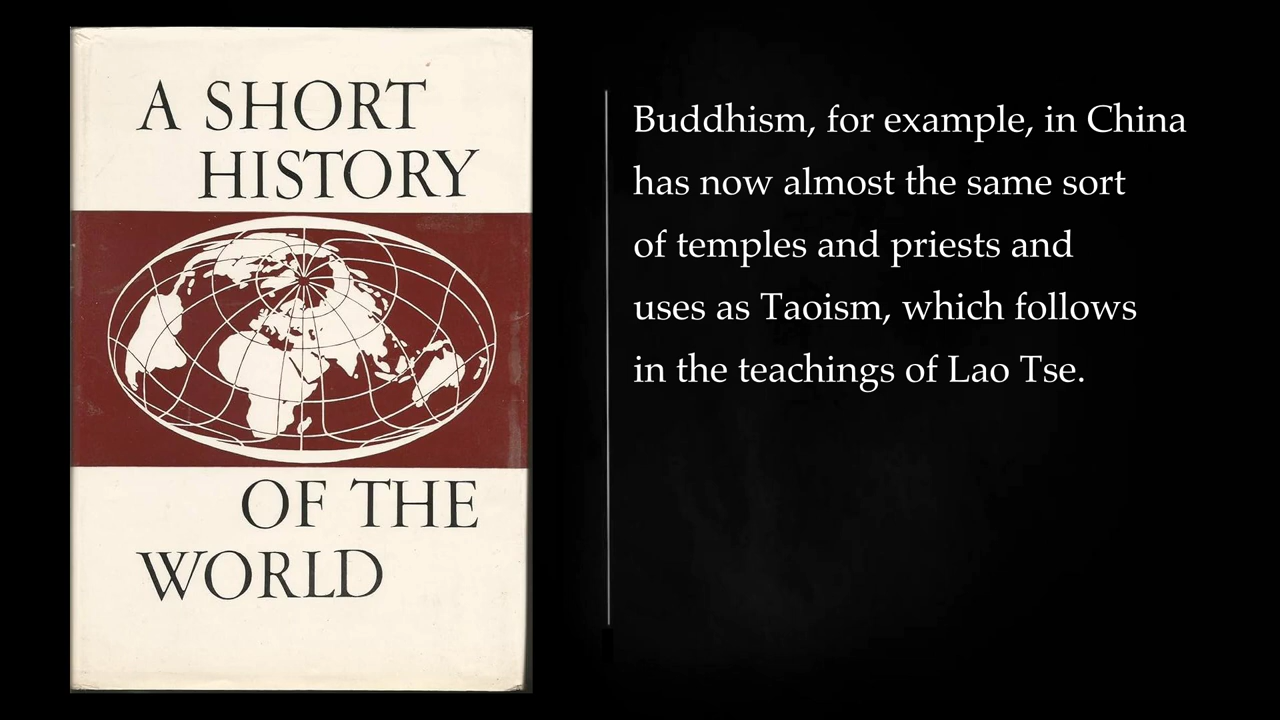 A SHORT
HISTORY
OF THE
WORLD
Buddhism, for example, in China
has now almost the same sort
of temples and priests and
uses as Taoism, which follows
in the teachings of Lao Tse.